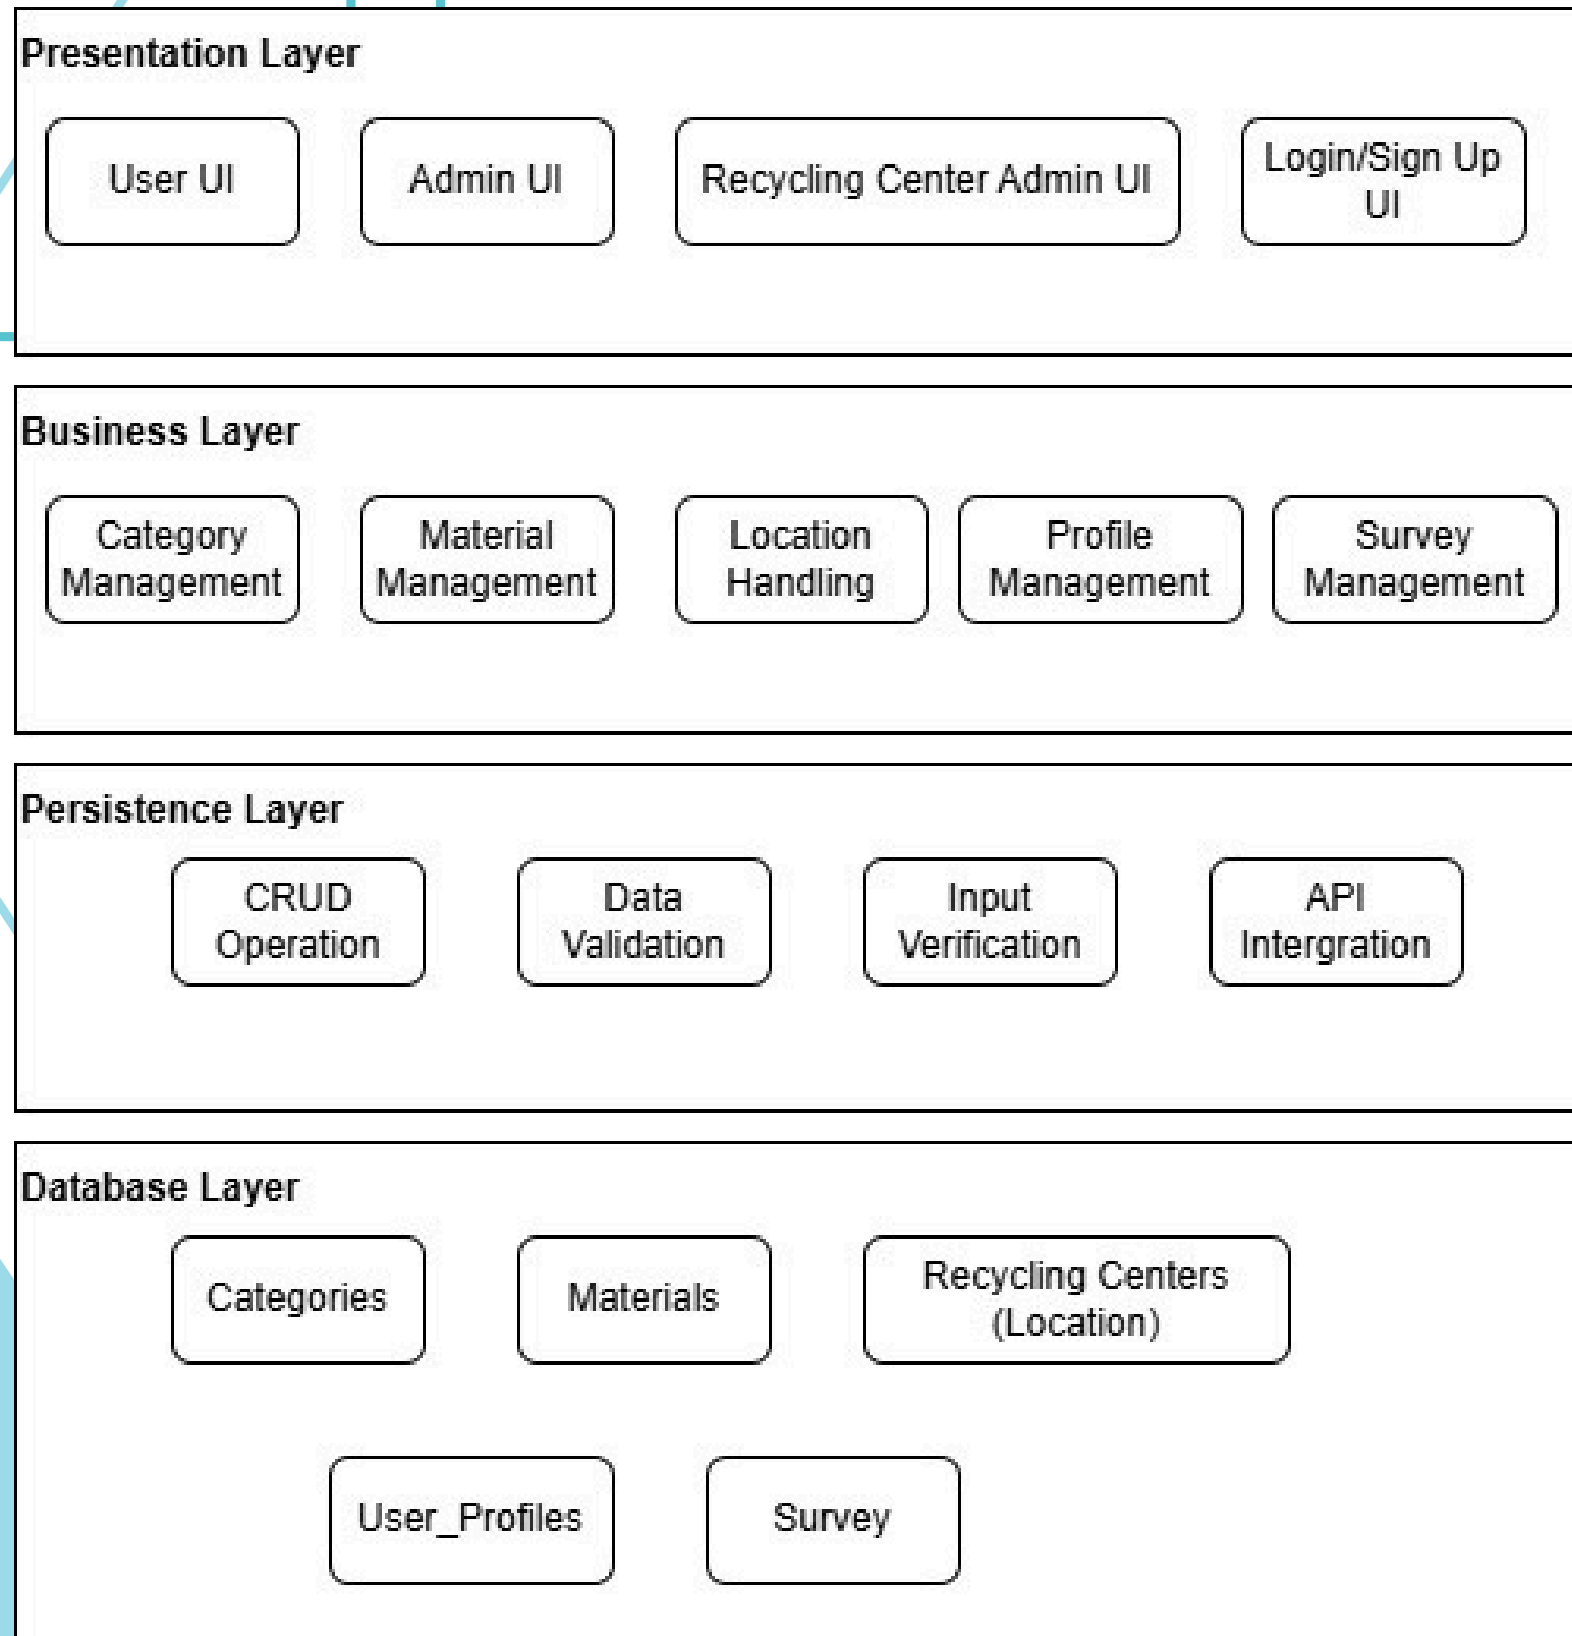 Presentation Layer
User UI
Admin UI
Recycling Center Admin UI
Login/Sign Up
UI
Business Layer
Category
Management
Material
Management
Location
Handling
Profile
Management
Survey
Management
Persistence Layer
CRUD
Operation
Data
Validation
Input
Verification
API
Intergration
Database Layer
Categories
Materials
Recycling Centers
(Location)
User_Profiles
Survey